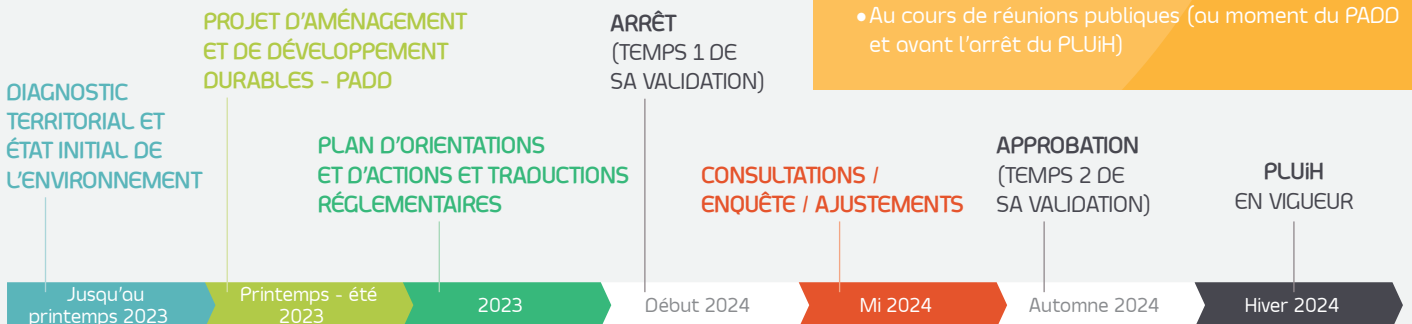 PROJET D'AMÉNAGEMENT
ET DE DÉVELOPPEMENT
DURABLES - PADD
ARRÊT
(TEMPS 1 DE
SA VALIDATION)
• Au cours de réunions publiques (au moment du PADD
et avant l'arrêt du PLUiH)
DIAGNOSTIC
TERRITORIAL ET
ÉTAT INITIAL DE
L'ENVIRONNEMENT
PLAN D'ORIENTATIONS
ET D'ACTIONS ET TRADUCTIONS
RÉGLEMENTAIRES
CONSULTATIONS /
ENQUÊTE / AJUSTEMENTS
APPROBATION
(TEMPS 2 DE
SA VALIDATION)
PLUiH
EN VIGUEUR
Jusqu'au
printemps 2023
Printemps - été
2023
2023
Début 2024
Mi 2024
Automne 2024
Hiver 2024